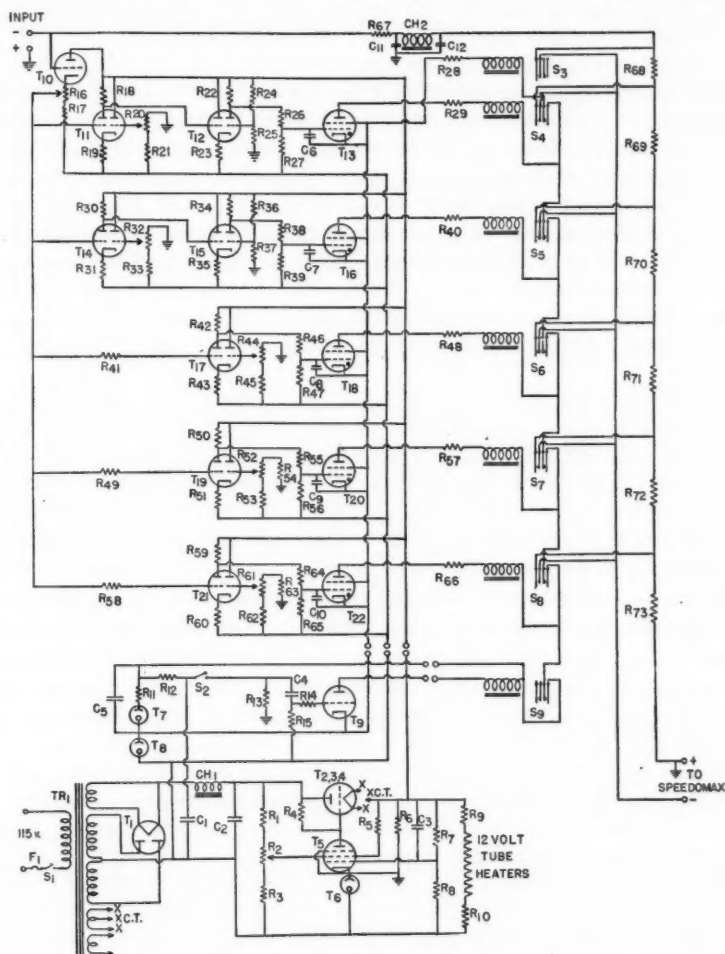 INPUT
-
+
R67
CH2
C11
C12
T10
R16
R17
R18
R20
T11
R19
R21
R22
R24
T12
R25
R23
R26
R27
C6
T13
R28
R29
S3
S4
R68
R69
R30
R32
T14
R31
R33
R34
R36
T15
R37
R35
R38
R39
C7
T16
R40
S5
R70
R42
R44
R41
T17
R43
R45
R46
R47
C8
T18
R48
S6
R71
R50
R52
R49
T19
R51
R53
R54
R55
R56
C9
T20
R57
S7
R72
R59
R61
R58
T21
R60
R62
R63
R64
R65
C10
T22
R66
S8
R73
C5
R11
R12
S2
T7
T8
R13
C4
R14
R15
T9
S9
+
TO
SPEEDOMAX
-
TR1
115 v.
F1
S1
T1
CH1
C1
C2
R1
R2
R3
R4
T2,3,4
X
XC.T.
X
T5
T6
R5
R6
C3
R7
R8
R9
R10
12 VOLT
TUBE
HEATERS
X
XC.T.
X